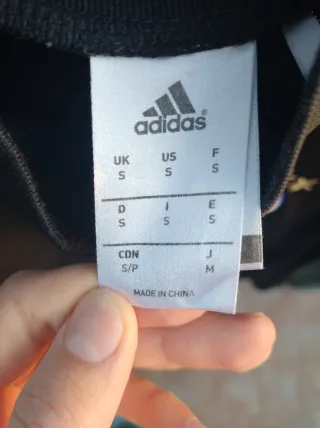 adidas®
UK US F
S S S
D I E
S S S
CDN J
S/P M
MADE IN CHINA